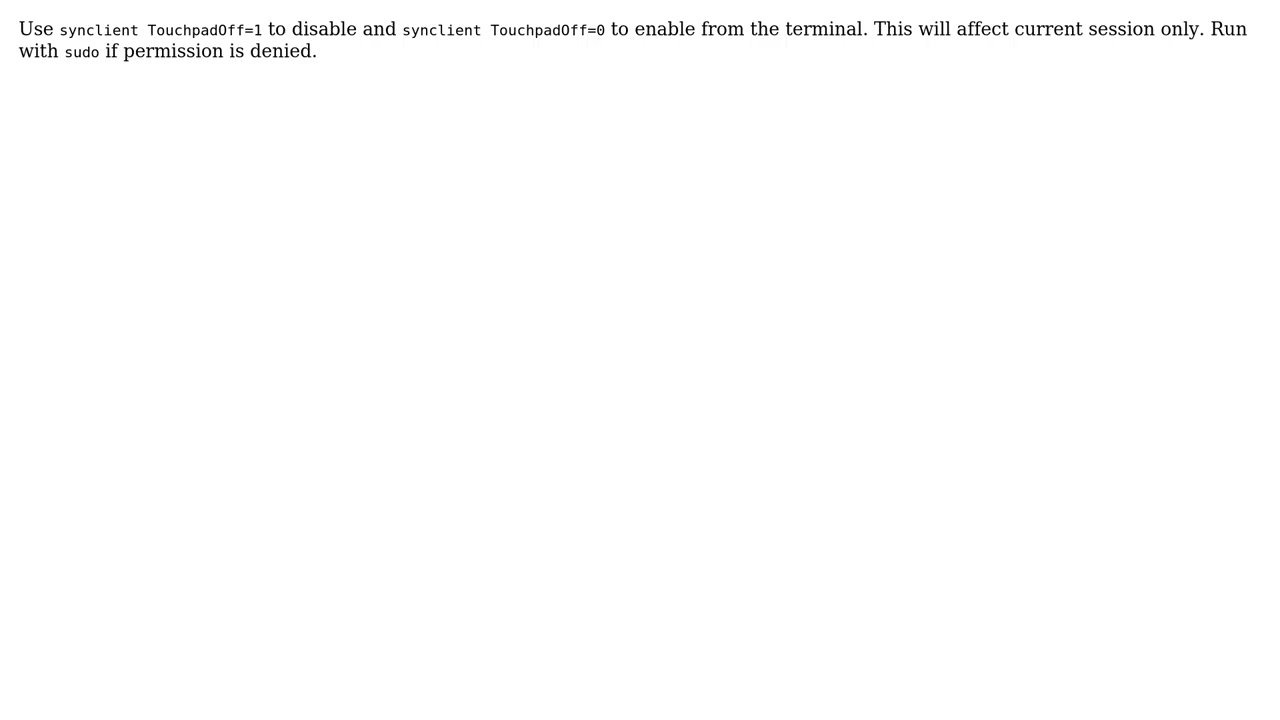 Use synclient TouchpadOff=1 to disable and synclient TouchpadOff=0 to enable from the terminal. This will affect current session only. Run
with sudo if permission is denied.